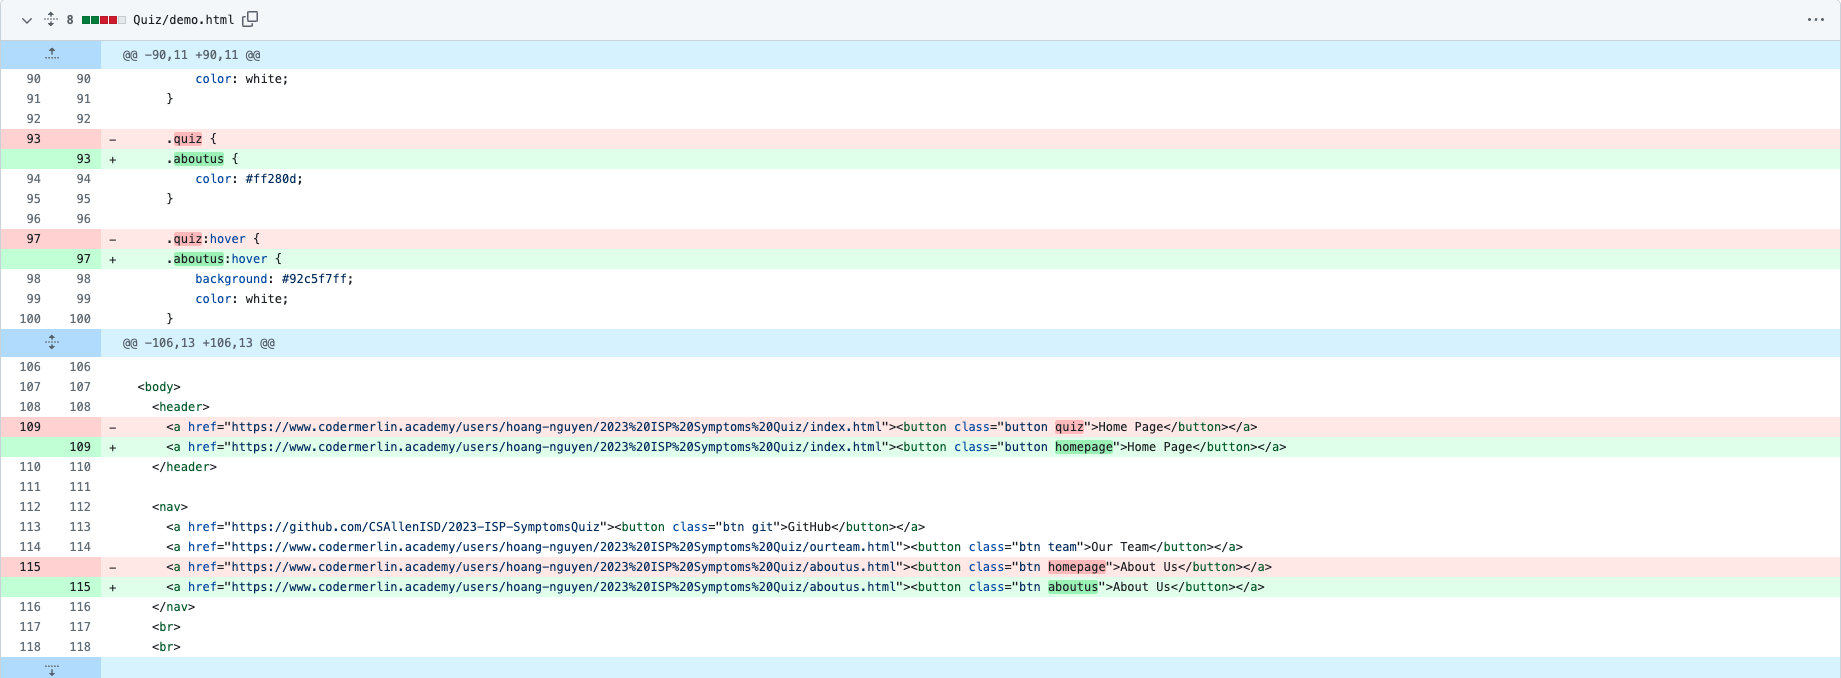 8 Quiz/demo.html
@@ -90,11 +90,11 @@
90 90 color: white;
91 91 }
92 92
93 - .quiz {
93 + .aboutus {
94 94 color: #ff280d;
95 95 }
96 96
97 - .quiz:hover {
97 + .aboutus:hover {
98 98 background: #92c5f7ff;
99 99 color: white;
100 100 }
@@ -106,13 +106,13 @@
106 106
107 107 <body>
108 108 <header>
109 - <a href="https://www.codermerlin.academy/users/hoang-nguyen/2023%20ISP%20Symptoms%20Quiz/index.html"><button class="button quiz">Home Page</button></a>
109 + <a href="https://www.codermerlin.academy/users/hoang-nguyen/2023%20ISP%20Symptoms%20Quiz/index.html"><button class="button homepage">Home Page</button></a>
110 110 </header>
111 111
112 112 <nav>
113 113 <a href="https://github.com/CSAllenISD/2023-ISP-SymptomsQuiz"><button class="btn git">GitHub</button></a>
114 114 <a href="https://www.codermerlin.academy/users/hoang-nguyen/2023%20ISP%20Symptoms%20Quiz/ourteam.html"><button class="btn team">Our Team</button></a>
115 - <a href="https://www.codermerlin.academy/users/hoang-nguyen/2023%20ISP%20Symptoms%20Quiz/aboutus.html"><button class="btn homepage">About Us</button></a>
115 + <a href="https://www.codermerlin.academy/users/hoang-nguyen/2023%20ISP%20Symptoms%20Quiz/aboutus.html"><button class="btn aboutus">About Us</button></a>
116 116 </nav>
117 117 <br>
118 118 <br>